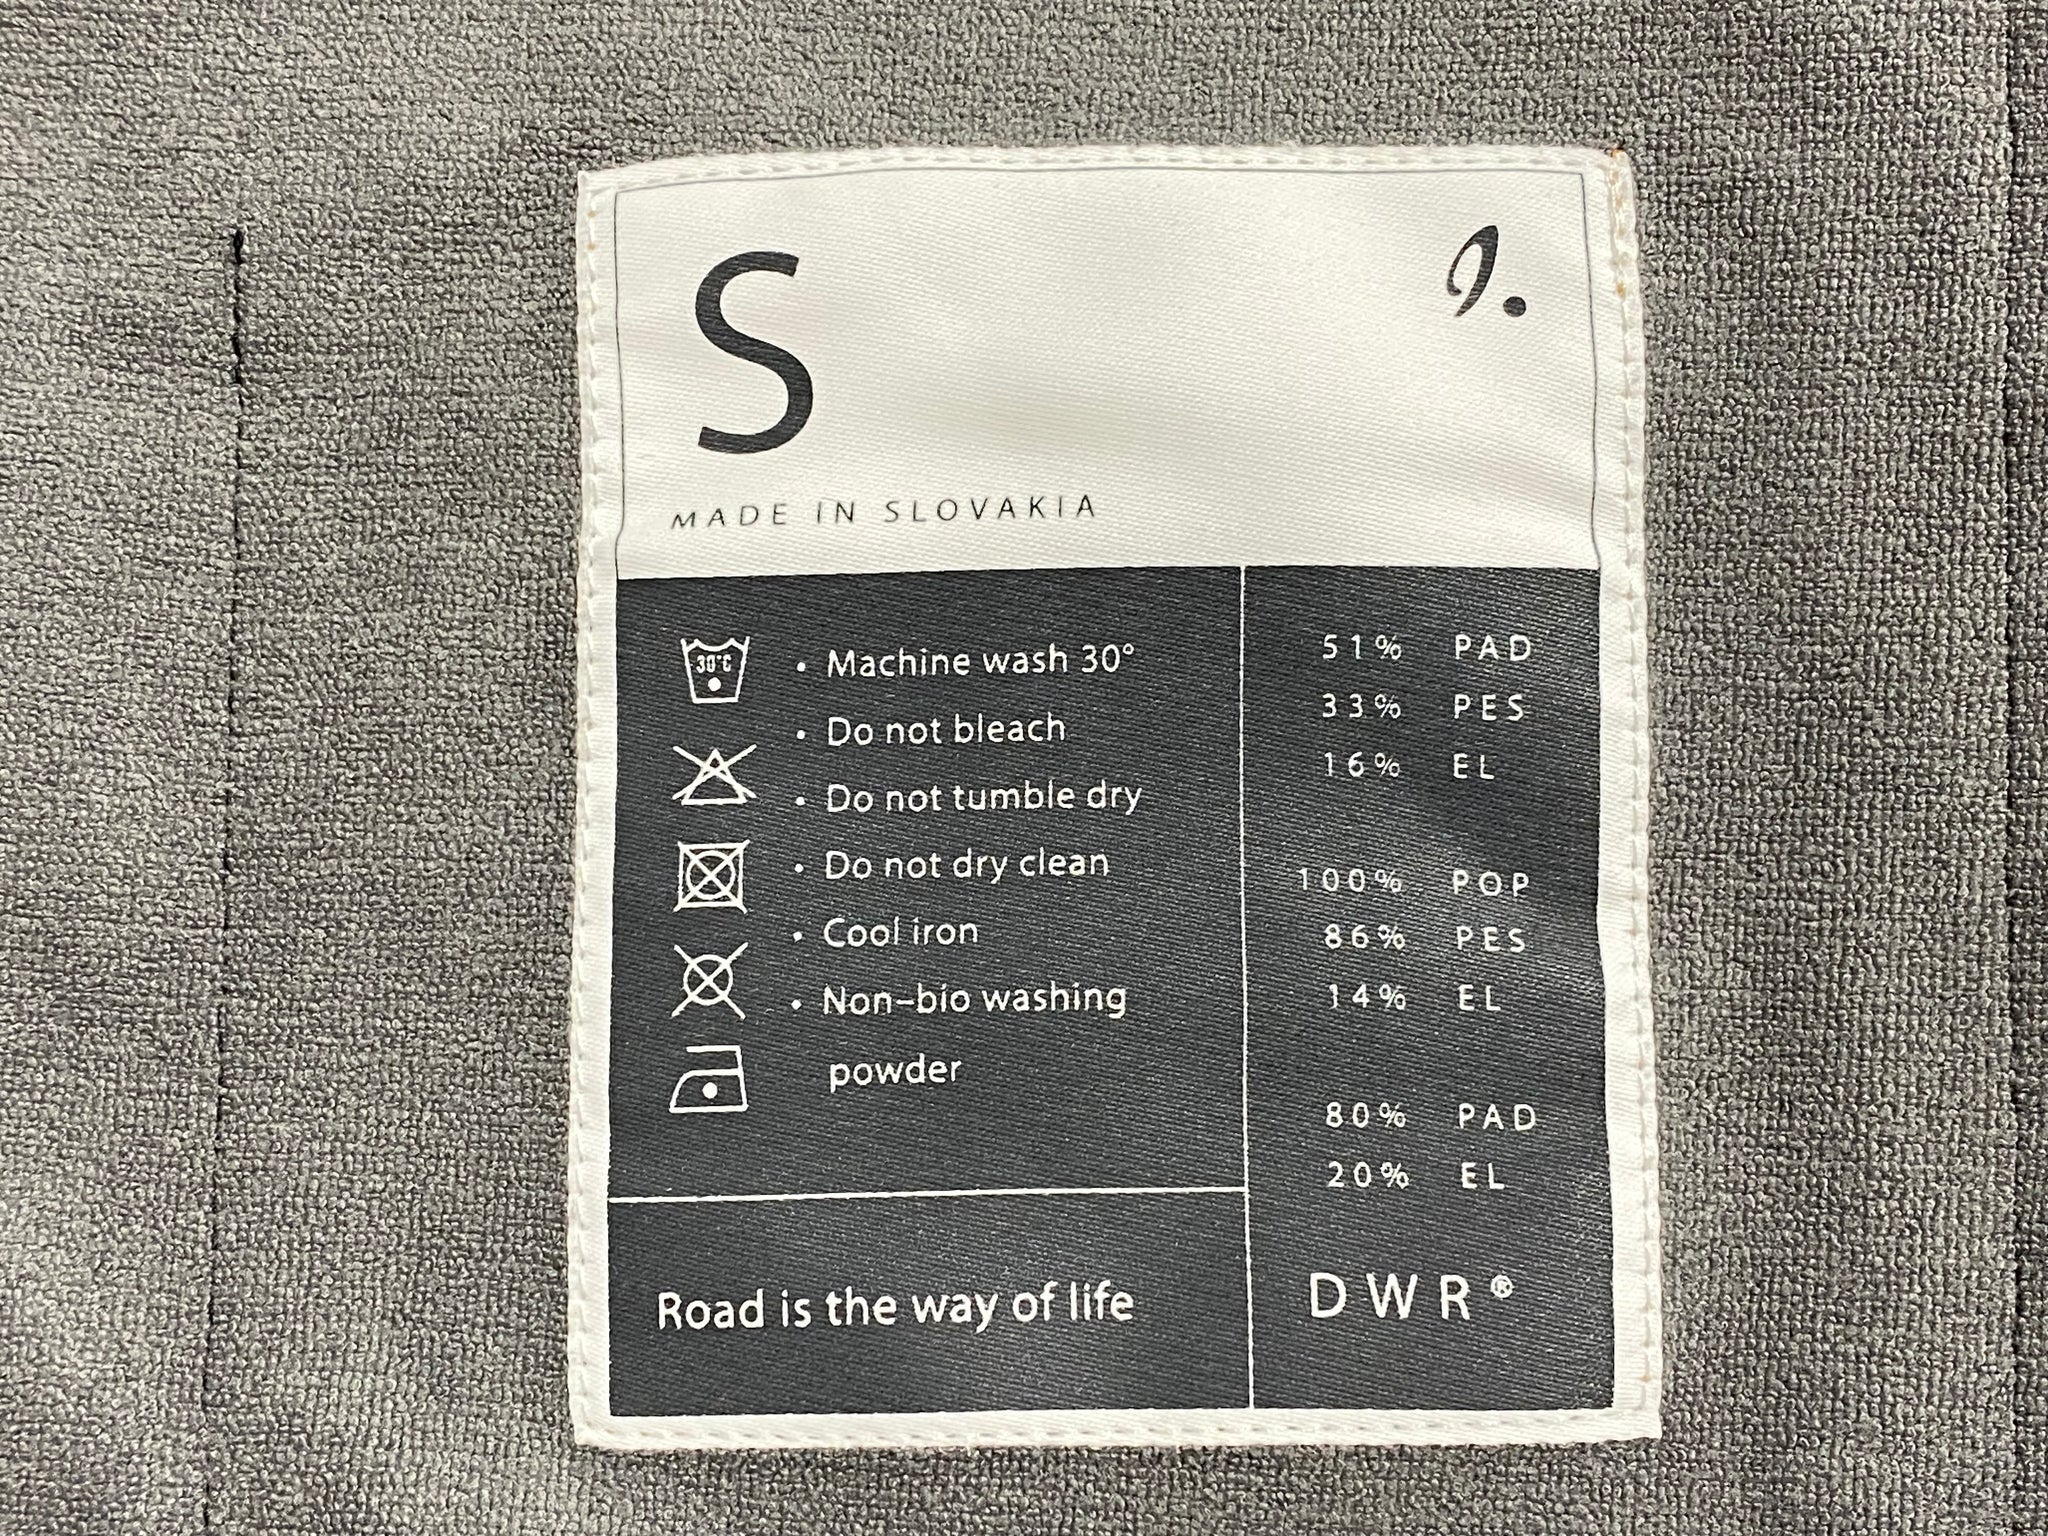 S
J.
MADE IN SLOVAKIA
30°C
• Machine wash 30°
• Do not bleach
• Do not tumble dry
• Do not dry clean
• Cool iron
• Non-bio washing
powder
51% PAD
33% PES
16% EL
100% POP
86% PES
14% EL
80% PAD
20% EL
Road is the way of life
DWR®